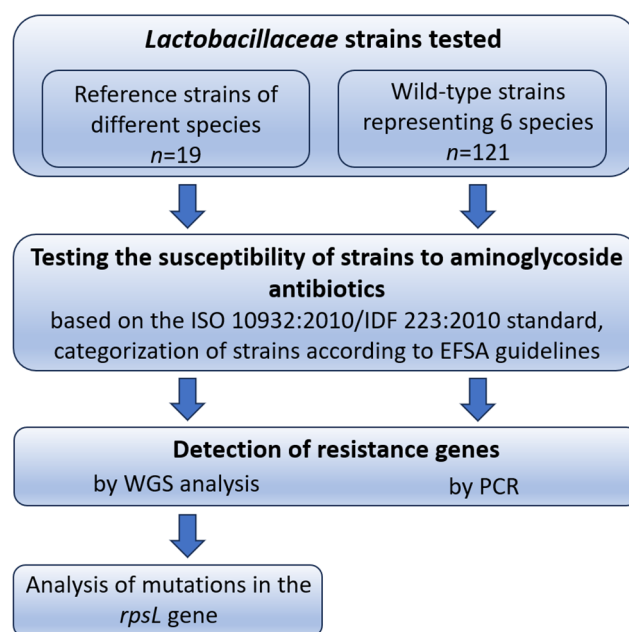 Lactobacillaceae strains tested
Reference strains of
different species
n=19
Wild-type strains
representing 6 species
n=121
Testing the susceptibility of strains to aminoglycoside
antibiotics
based on the ISO 10932:2010/IDF 223:2010 standard,
categorization of strains according to EFSA guidelines
Detection of resistance genes
by WGS analysis
by PCR
Analysis of mutations in the
rpsL gene